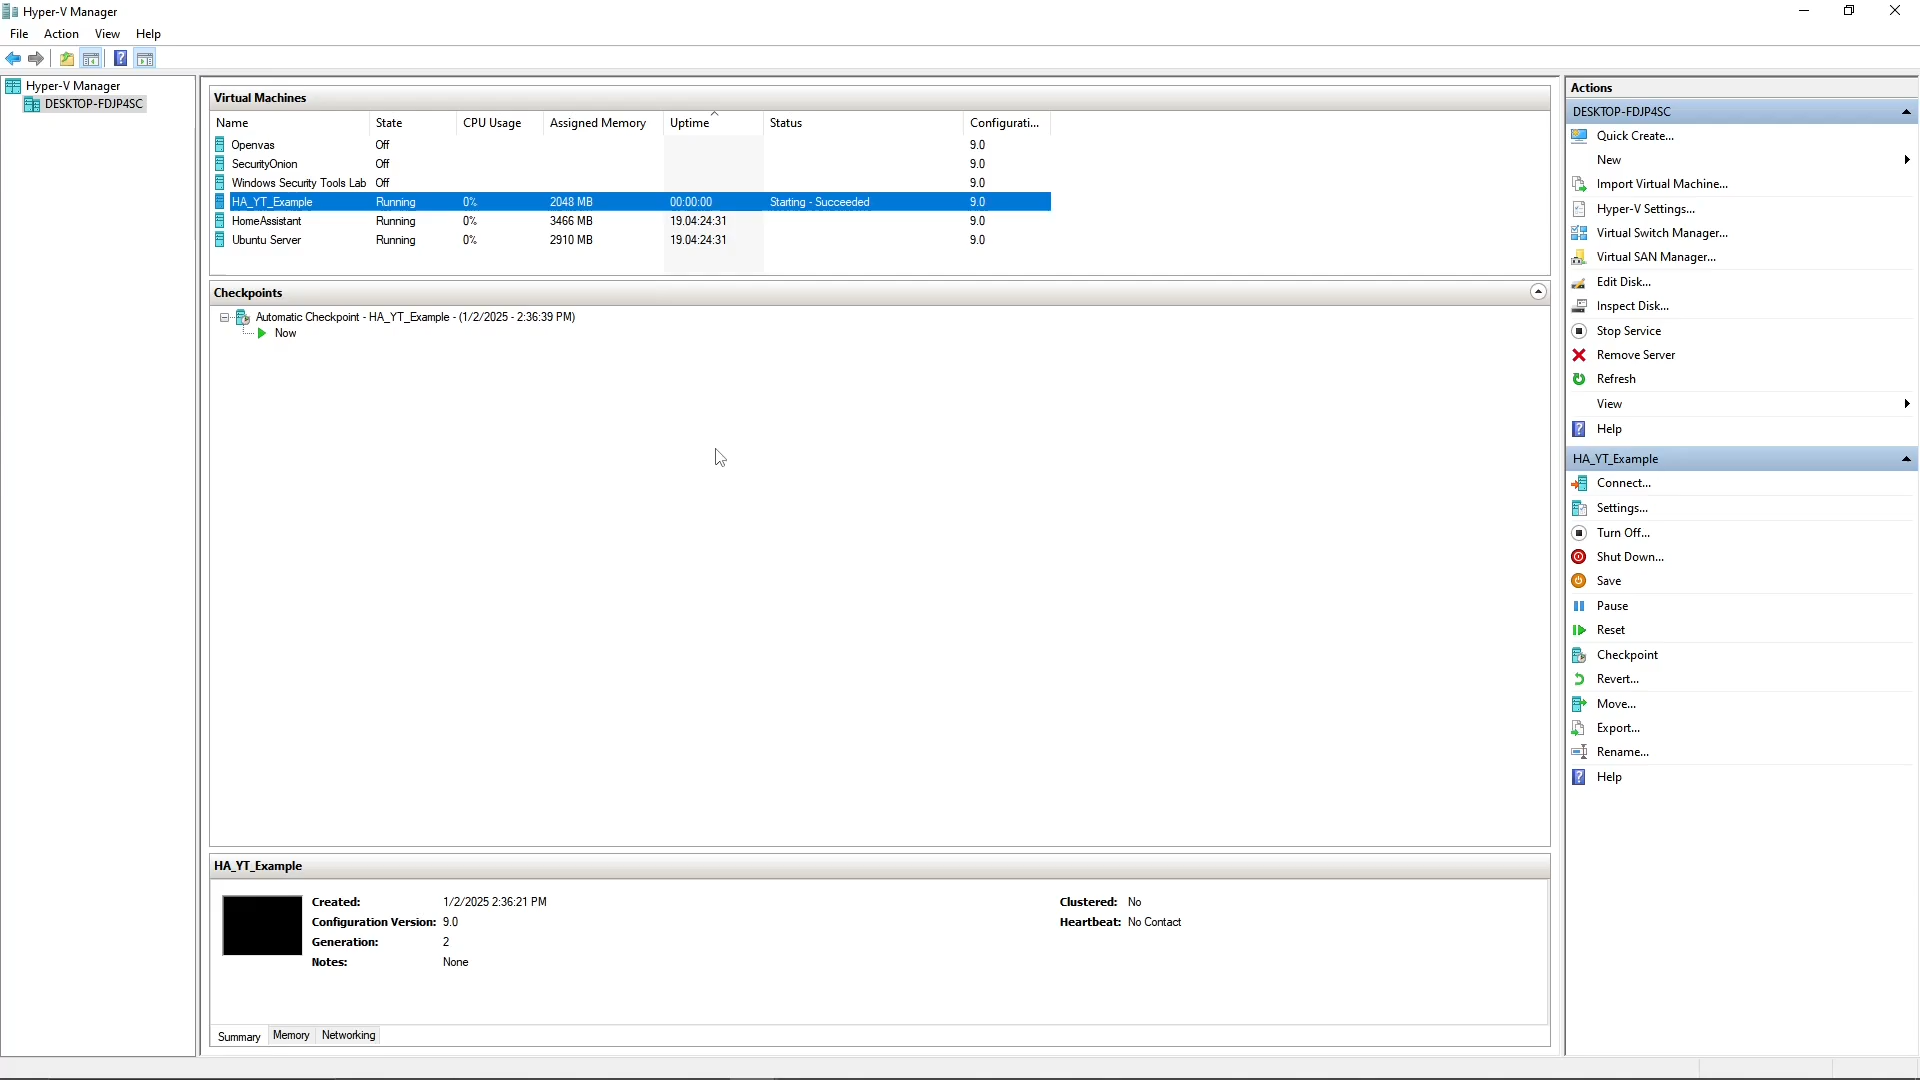 Hyper-V Manager
File Action View Help
Hyper-V Manager
DESKTOP-FDJP4SC
Virtual Machines
Name State CPU Usage Assigned Memory Uptime Status Configurati...
Openvas Off 9.0
SecurityOnion Off 9.0
Windows Security Tools Lab Off 9.0
HA_YT_Example Running 0% 2048 MB 00:00:00 Starting - Succeeded 9.0
HomeAssistant Running 0% 3466 MB 19.04:24:31 9.0
Ubuntu Server Running 0% 2910 MB 19.04:24:31 9.0
Checkpoints
Automatic Checkpoint - HA_YT_Example - (1/2/2025 - 2:36:39 PM)
Now
HA_YT_Example
Created: 1/2/2025 2:36:21 PM Clustered: No
Configuration Version: 9.0 Heartbeat: No Contact
Generation: 2
Notes: None
Summary Memory Networking
Actions
DESKTOP-FDJP4SC
Quick Create...
New
Import Virtual Machine...
Hyper-V Settings...
Virtual Switch Manager...
Virtual SAN Manager...
Edit Disk...
Inspect Disk...
Stop Service
Remove Server
Refresh
View
Help
HA_YT_Example
Connect...
Settings...
Turn Off...
Shut Down...
Save
Pause
Reset
Checkpoint
Revert...
Move...
Export...
Rename...
Help